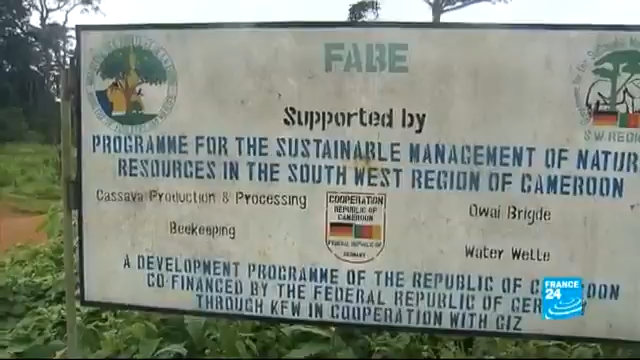 FABE
Supported by
PROGRAMME FOR THE SUSTAINABLE MANAGEMENT OF NATUR
RESOURCES IN THE SOUTH WEST REGION OF CAMEROON
S.W.REGIO
Cassava Production & Processing
Beekeeping
COOPERATION
REPUBLIC OF
CAMEROON
FEDERAL REPUBLIC OF
GERMANY
Owai Brigde
Water Welle
A DEVELOPMENT PROGRAMME OF THE REPUBLIC OF C OON
CO-FINANCED BY THE FEDERAL REPUBLIC OF GER
THROUGH KFW IN COOPERATION WITH GIZ
FRANCE
24